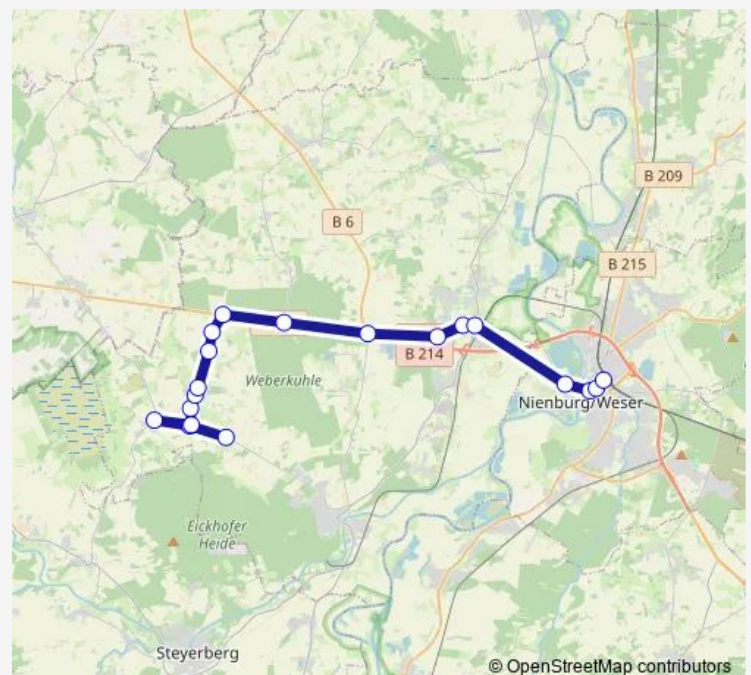 B 209
B 6
B 215
B 214
Weberkuhle
Nienburg/Weser
Eickhofer
Heide
Steyerberg
© OpenStreetMap contributors